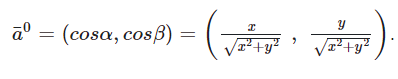 ā⁰ = (cosα, cosβ) = ( x/√(x²+y²) , y/√(x²+y²) ).